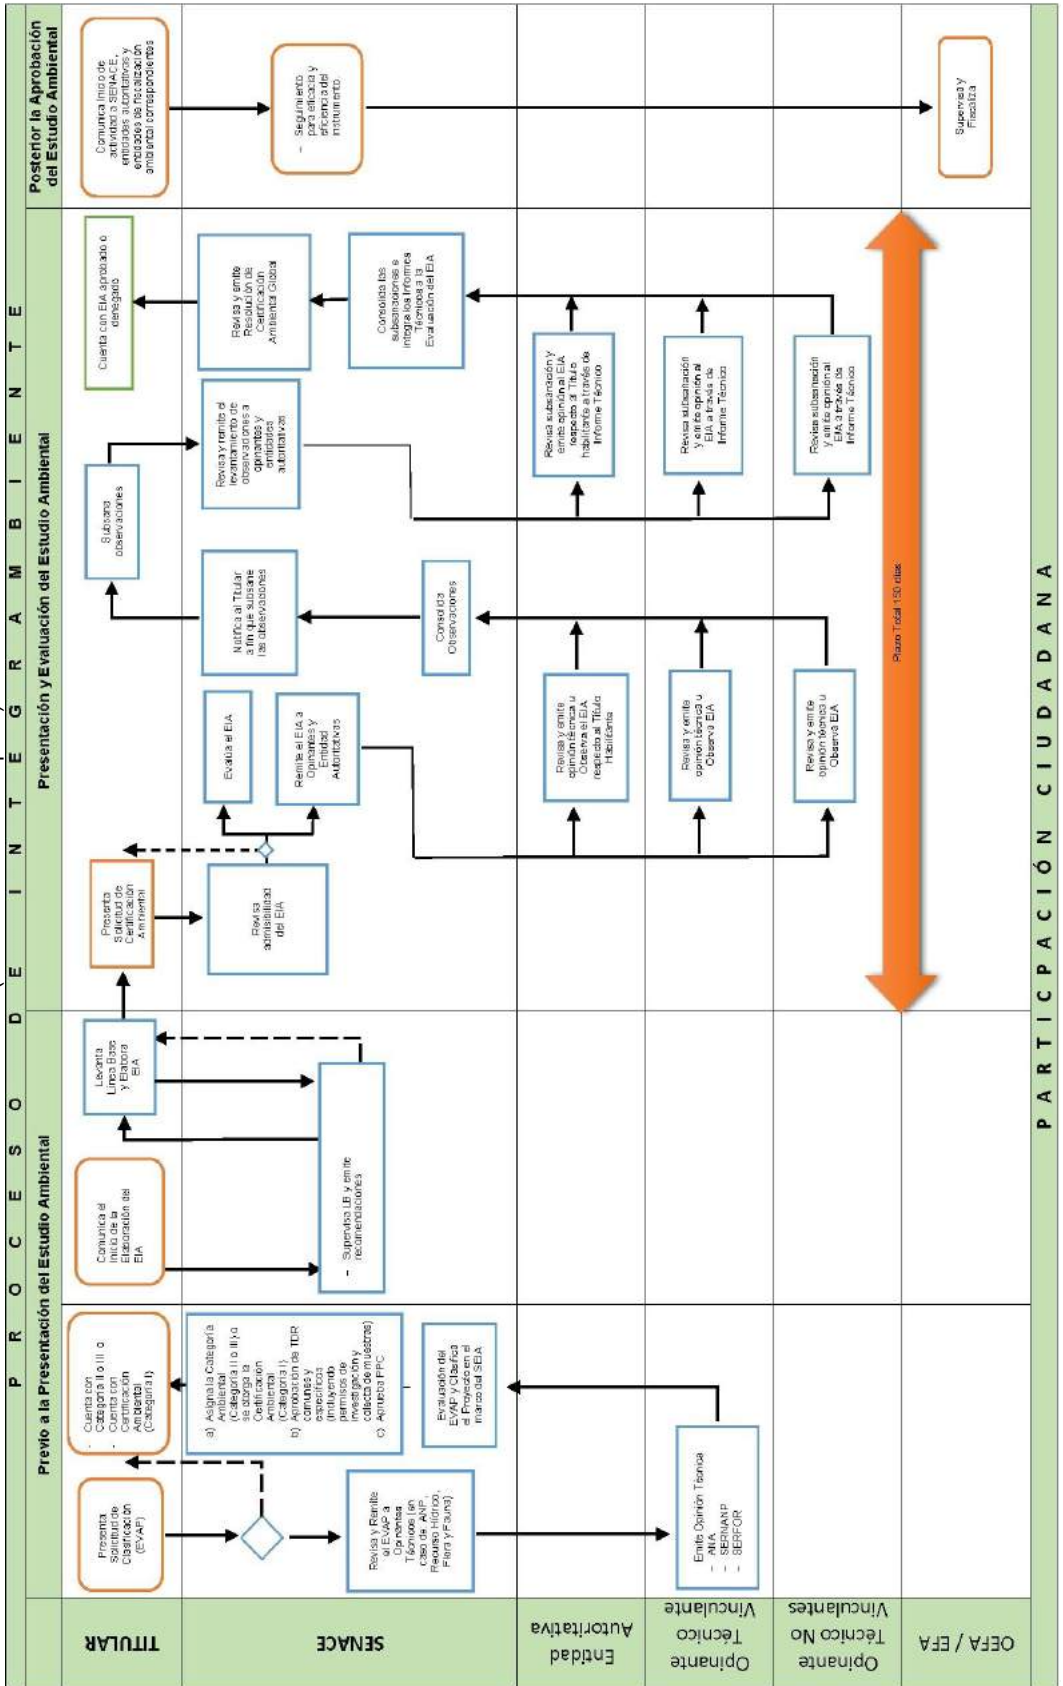 P R O C E S O D E I N T E G R A M B I E N T E
Previo a la Presentación del Estudio Ambiental
Presentación y Evaluación del Estudio Ambiental
Posterior la Aprobación
del Estudio Ambiental
TITULAR
Presenta
Solicitud de
Clasificación
(EVAP)
- Cuenta con
Categoría II o III o
- Cuenta con
Certificación
Ambiental
(Categoría I)
Comunica el
Inicio de la
Elaboración del
EIA
Levanta
Línea Base
y Elabora
EIA
Presenta
Solicitud de
Certificación
Ambiental
Subsana
observaciones
Cuenta con EIA aprobado o
denegado
Comunica Inicio de
actividad a SENACE,
entidades autoritativas y
entidades de fiscalización
ambiental correspondientes
SENACE
Revisa y Remite
el EVAP a
Opinantes
Técnicos (en
caso de: ANP,
Recurso Hídrico,
Flora y Fauna)
a) Asigna la Categoría
Ambiental
(Categoría II o III) o
se otorga la
Certificación
Ambiental
(Categoría I)
b) Aprobación de TDR
comunes y
específicos
(Incluyendo
permisos de
investigación y
colecta de muestras)
c) Aprueba PPC
Evaluación del
EVAP y Clasifica
el Proyecto en el
marco del SEIA
- Supervisa LB y emite
recomendaciones
Revisa
admisibilidad
del EIA
Evalúa el EIA
Remite el EIA a
Opinantes y
Entidad
Autoritativas
Notifica al Titular
a fin que subsane
las observaciones
Consolida
Observaciones
Revisa y remite el
levantamiento de
observaciones a
opinantes y
entidades
autoritativas
Revisa y emite
Resolución de
Certificación
Ambiental Global
Consolida las
subsanaciones e
integra los Informes
Técnicos a la
Evaluación del EIA
- Seguimiento
para eficacia y
eficiencia del
instrumento
Entidad
Autoritativa
Revisa y emite
opinión técnica u
Observa el EIA
respecto al Título
Habilitante
Revisa subsanación y
emite opinión al EIA
respecto al Título
habilitante a través de
Informe Técnico
Opinante
Técnico
Vinculante
Emite Opinión Técnica
- ANA
- SERNANP
- SERFOR
Revisa y emite
opinión técnica u
Observa EIA
Revisa subsanación
y emite opinión al
EIA a través de
Informe Técnico
Opinante
Técnico No
Vinculantes
Revisa y emite
opinión técnica u
Observa EIA
Revisa subsanación
y emite opinión al
EIA a través de
Informe Técnico
OEFA / EFA
Plazo Total 150 días
Supervisa y
Fiscaliza
P A R T I C P A C I Ó N C I U D A D A N A